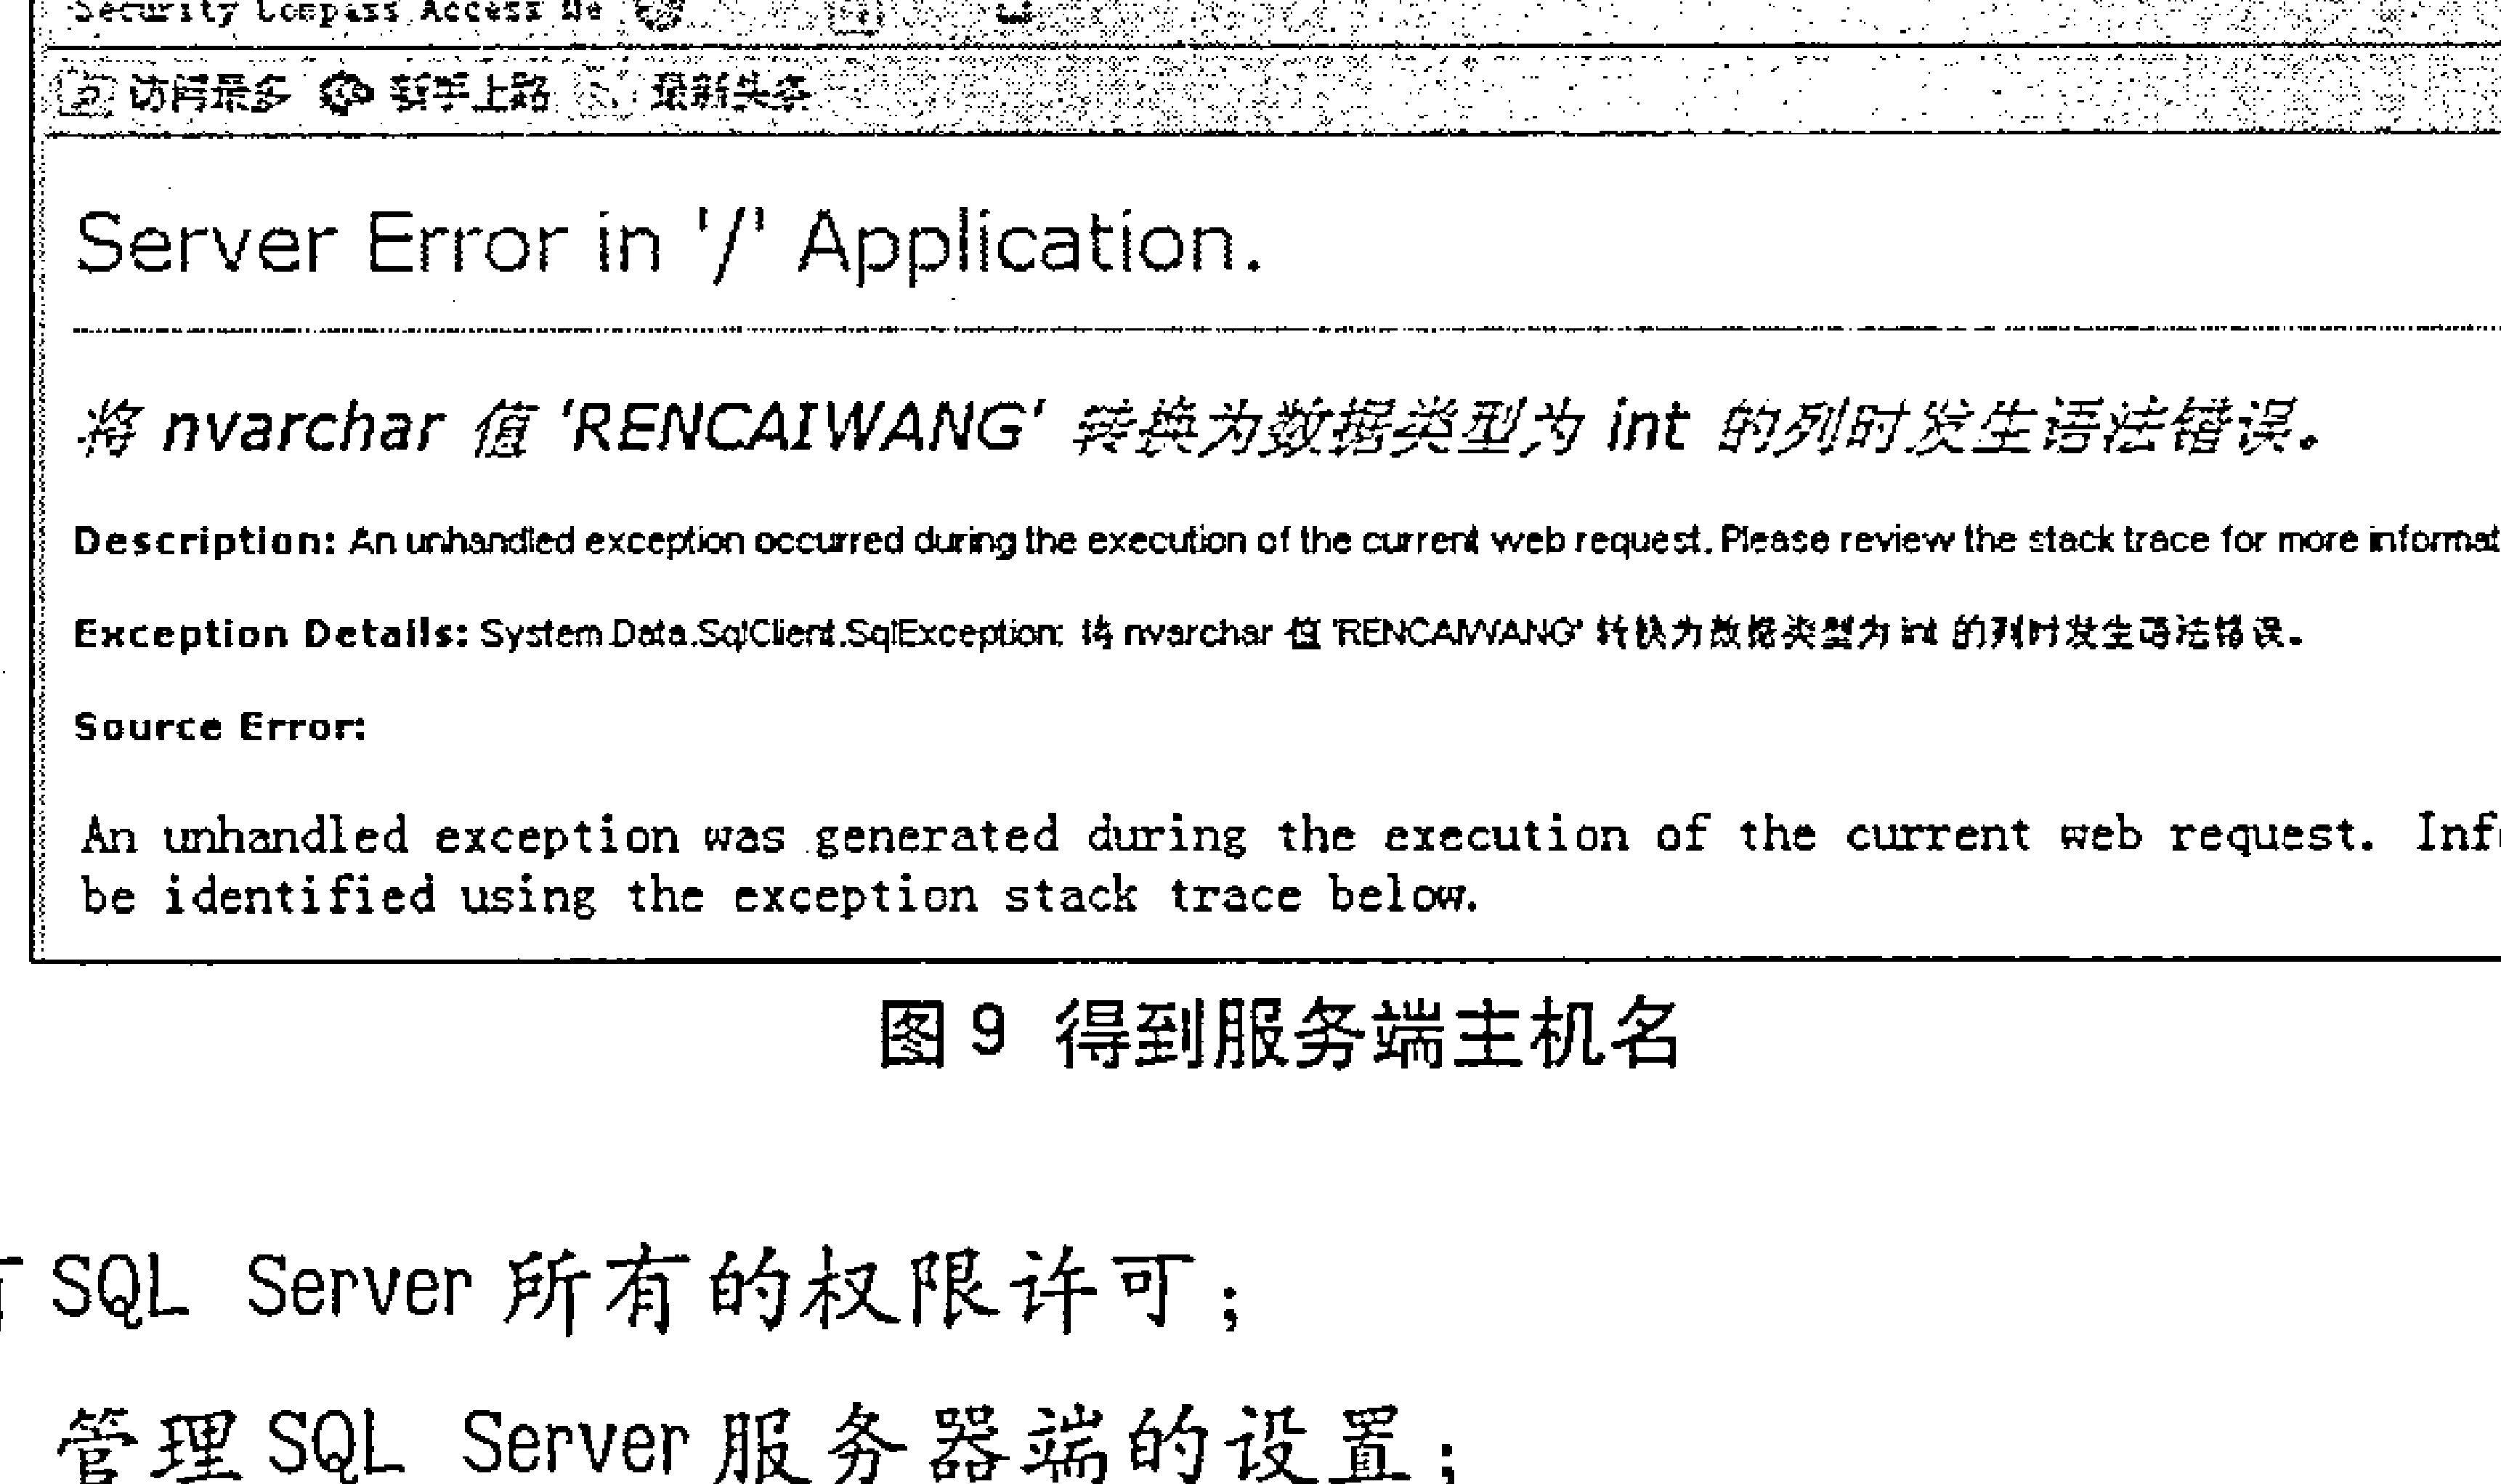 Security Compass Access Me
访问最多 新手上路 最新头条
Server Error in '/' Application.
将 nvarchar 值 'RENCAIWANG' 转换为数据类型为 int 的列时发生语法错误。
Description: An unhandled exception occurred during the execution of the current web request. Please review the stack trace for more informat
Exception Details: System.Data.SqlClient.SqlException: 将 nvarchar 值 'RENCAIWANG' 转换为数据类型为 int 的列时发生语法错误。
Source Error:
An unhandled exception was generated during the execution of the current web request. Inf
be identified using the exception stack trace below.
图 9 得到服务端主机名
SQL Server 所有的权限许可；
管理 SQL Server 服务器端的设置；